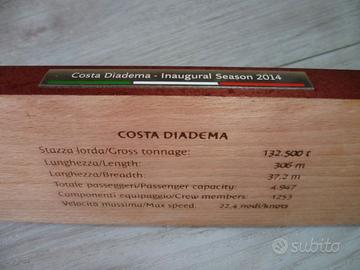 Costa Diadema - Inaugural Season 2014
COSTA DIADEMA
Stazza lorda/Gross tonnage: 132.500 t
Lunghezza/Length: 306 m
Larghezza/Breadth: 37,2 m
Totale passeggeri/Passenger capacity: 4.947
Componenti equipaggio/Crew members: 1253
Velocità massima/Max speed: 22,4 nodi/knots
subito